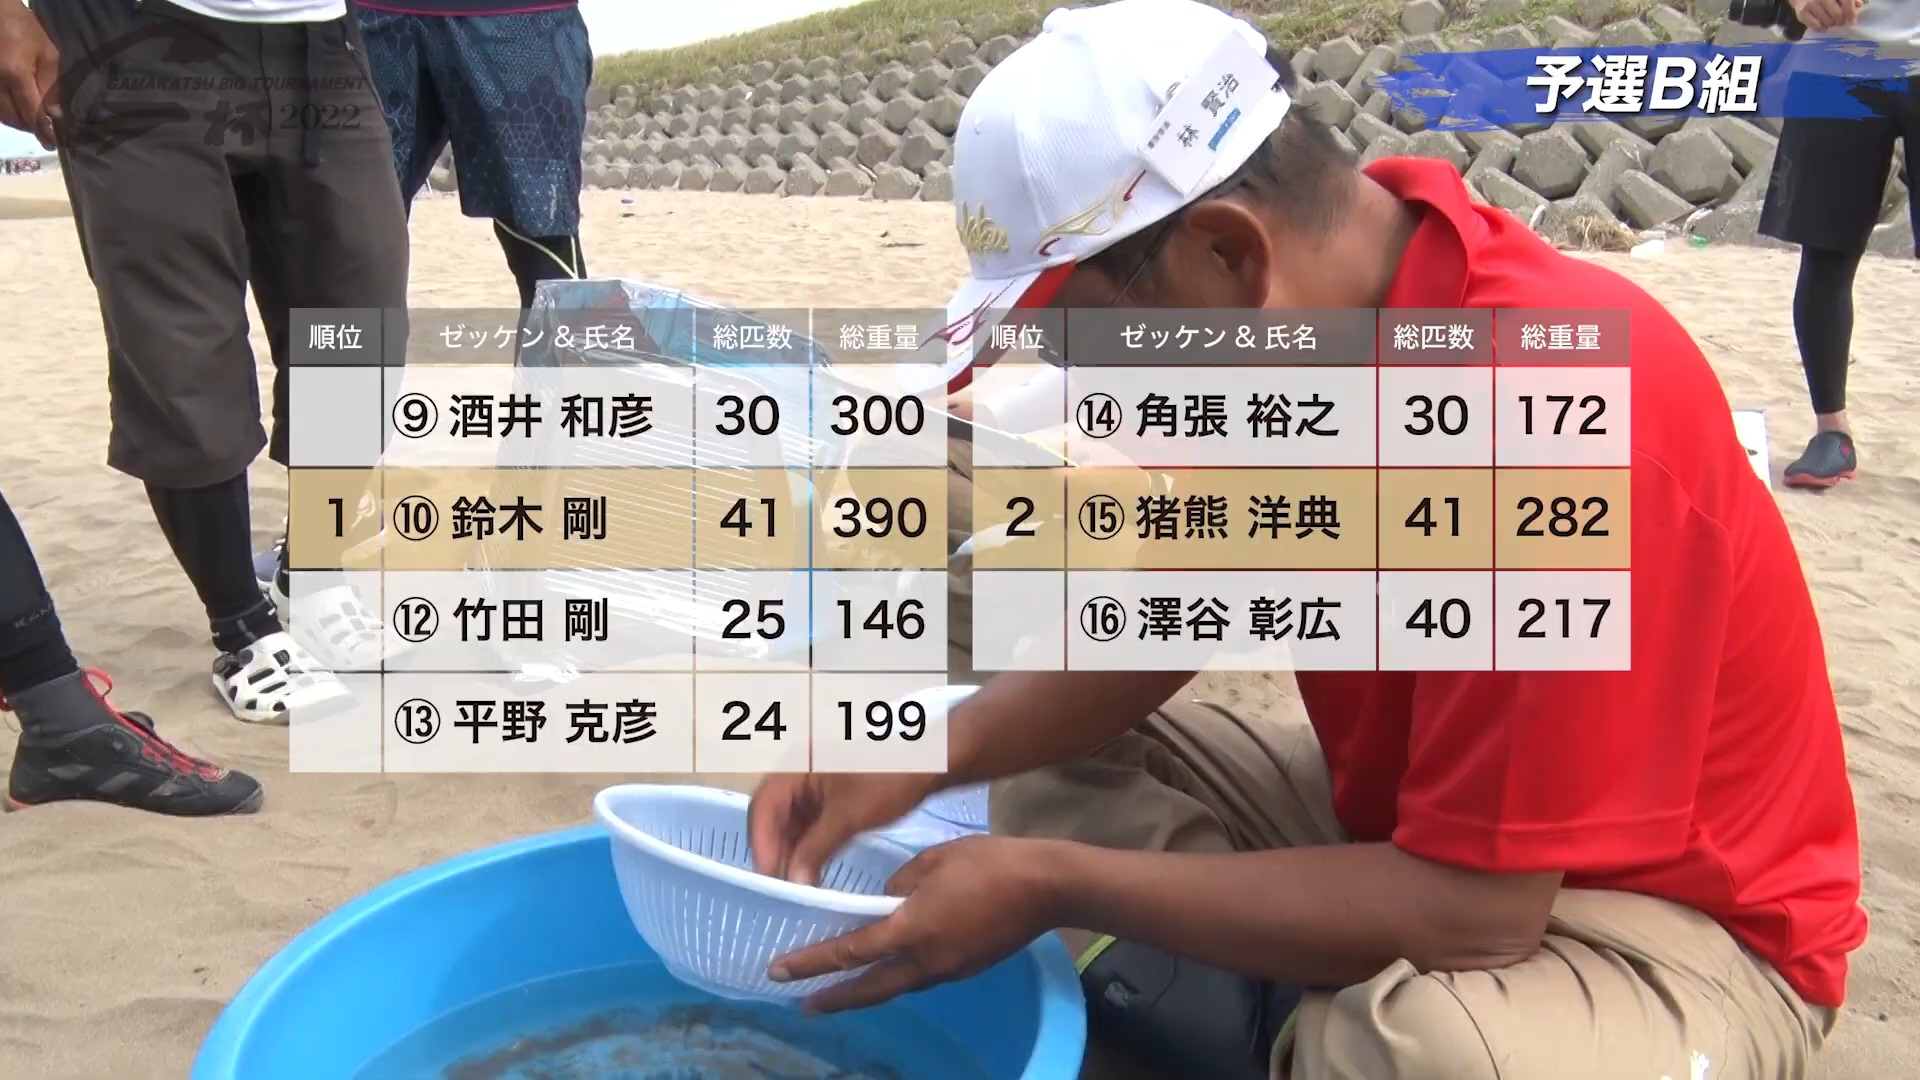 GAMAKATSU BIG TOURNAMENT
杯 2022
予選B組
林 賢治
順位 ゼッケン & 氏名 総匹数 総重量
⑨ 酒井 和彦 30 300
1 ⑩ 鈴木 剛 41 390
⑫ 竹田 剛 25 146
⑬ 平野 克彦 24 199
順位 ゼッケン & 氏名 総匹数 総重量
⑭ 角張 裕之 30 172
2 ⑮ 猪熊 洋典 41 282
⑯ 澤谷 彰広 40 217